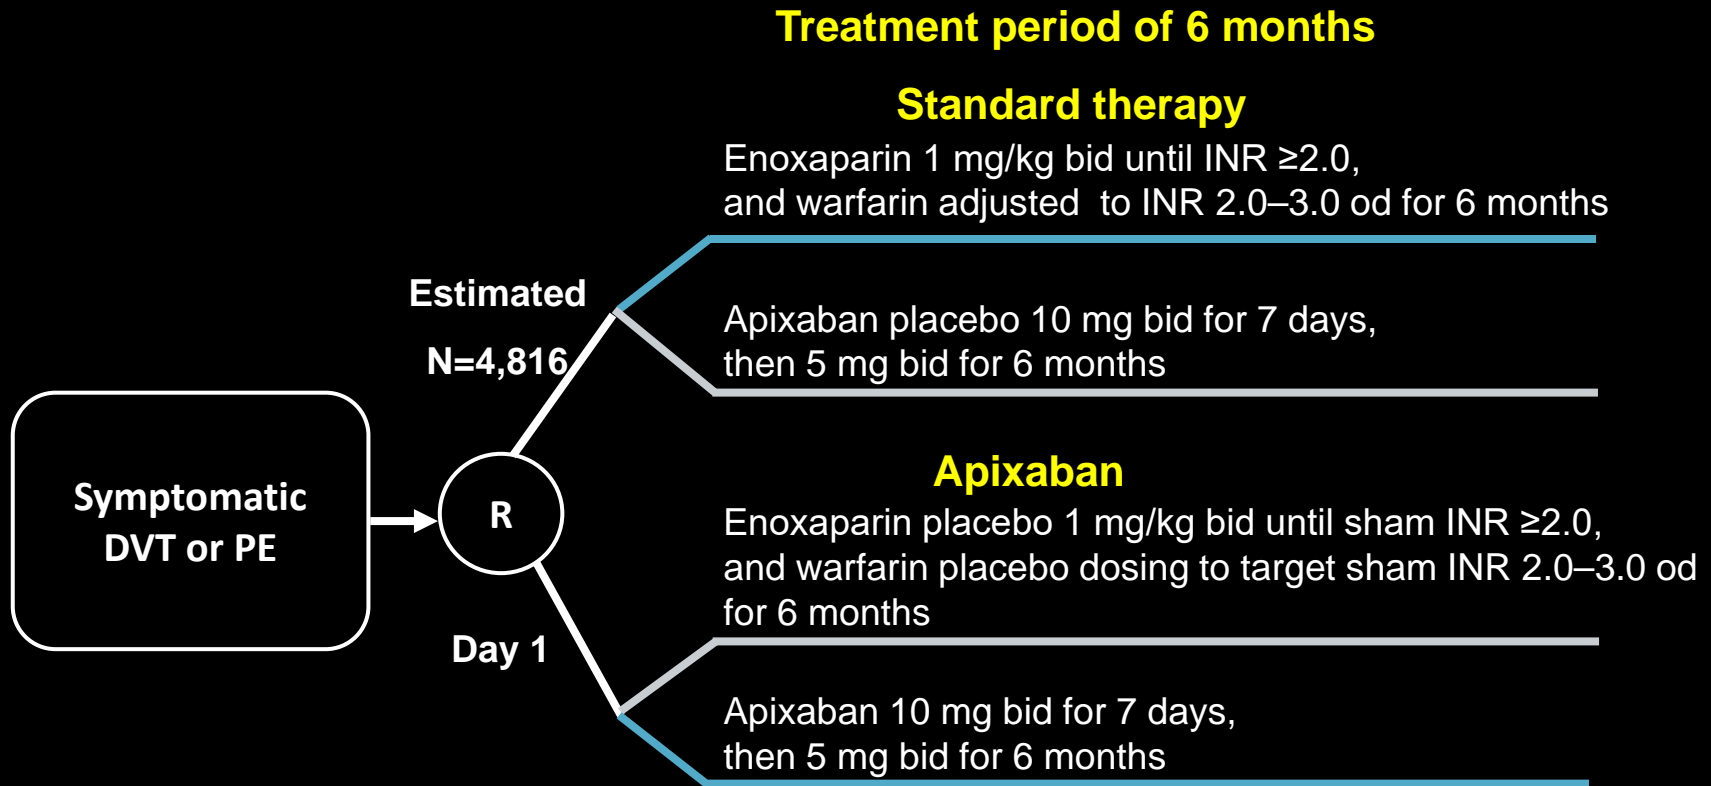 Treatment period of 6 months
Standard therapy
Enoxaparin 1 mg/kg bid until INR ≥2.0,
and warfarin adjusted  to INR 2.0–3.0 od for 6 months
Estimated
N=4,816
Apixaban placebo 10 mg bid for 7 days,
then 5 mg bid for 6 months
Symptomatic
DVT or PE
R
Day 1
Apixaban
Enoxaparin placebo 1 mg/kg bid until sham INR ≥2.0,
and warfarin placebo dosing to target sham INR 2.0–3.0 od
for 6 months
Apixaban 10 mg bid for 7 days,
then 5 mg bid for 6 months